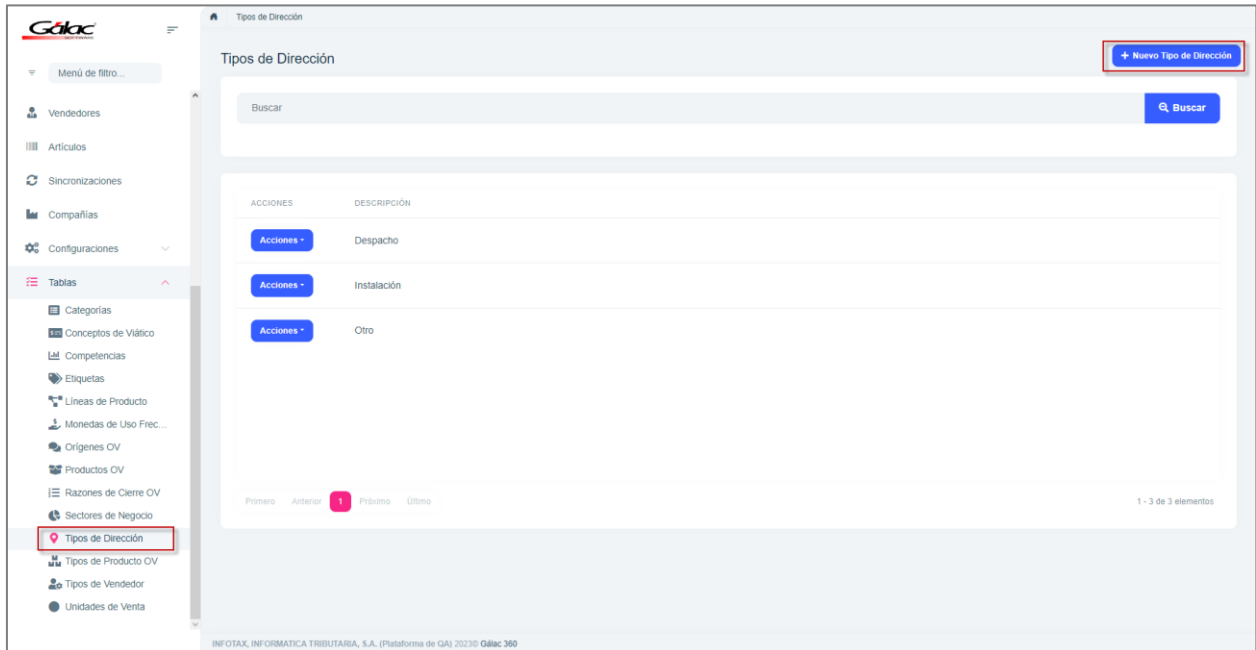 Gálac
SOFTWARE
Menú de filtro...
Vendedores
Artículos
Sincronizaciones
Compañías
Configuraciones
Tablas
Categorías
Conceptos de Viático
Competencias
Etiquetas
Líneas de Producto
Monedas de Uso Frec...
Orígenes OV
Productos OV
Razones de Cierre OV
Sectores de Negocio
Tipos de Dirección
Tipos de Producto OV
Tipos de Vendedor
Unidades de Venta
Tipos de Dirección
Tipos de Dirección
+ Nuevo Tipo de Dirección
Buscar
Buscar
ACCIONES DESCRIPCIÓN
Acciones Despacho
Acciones Instalación
Acciones Otro
Primero Anterior 1 Próximo Último
1 - 3 de 3 elementos
INFOTAX, INFORMATICA TRIBUTARIA, S.A. (Plataforma de QA) 2023© Gálac 360